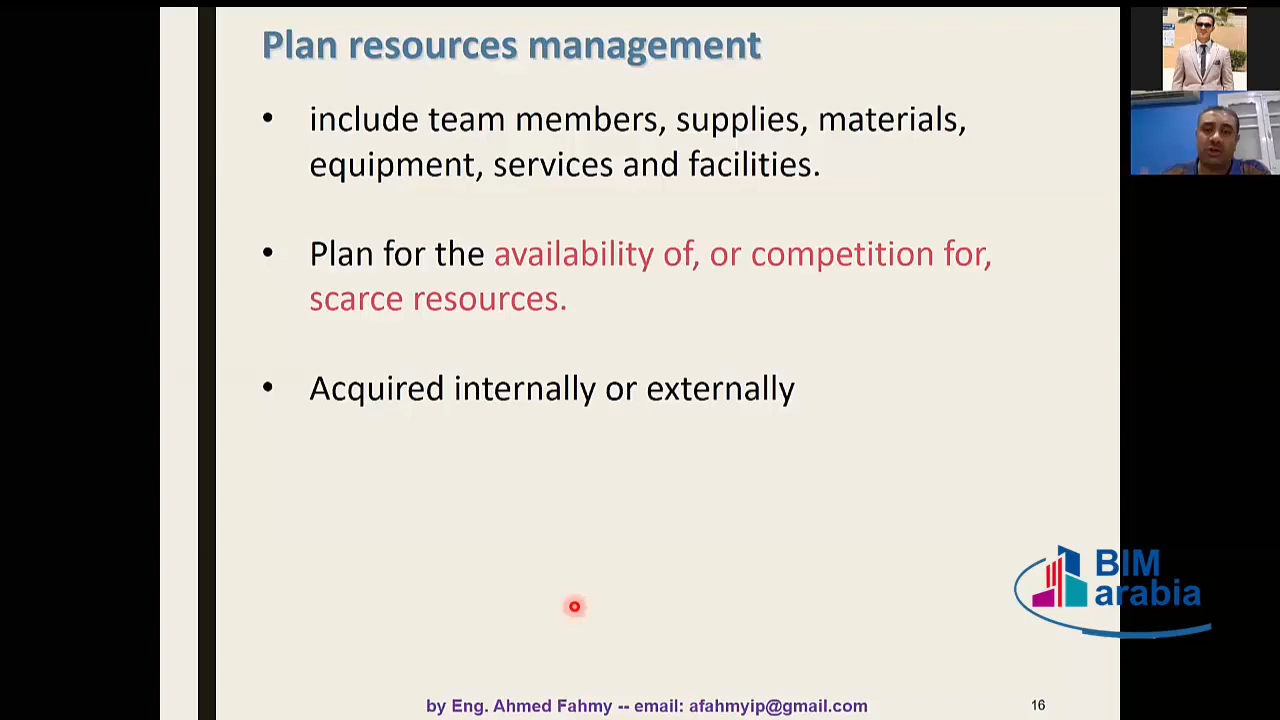 Plan resources management
• include team members, supplies, materials,
equipment, services and facilities.
• Plan for the availability of, or competition for,
scarce resources.
• Acquired internally or externally
BIM
arabia
by Eng. Ahmed Fahmy -- email: afahmyip@gmail.com
16